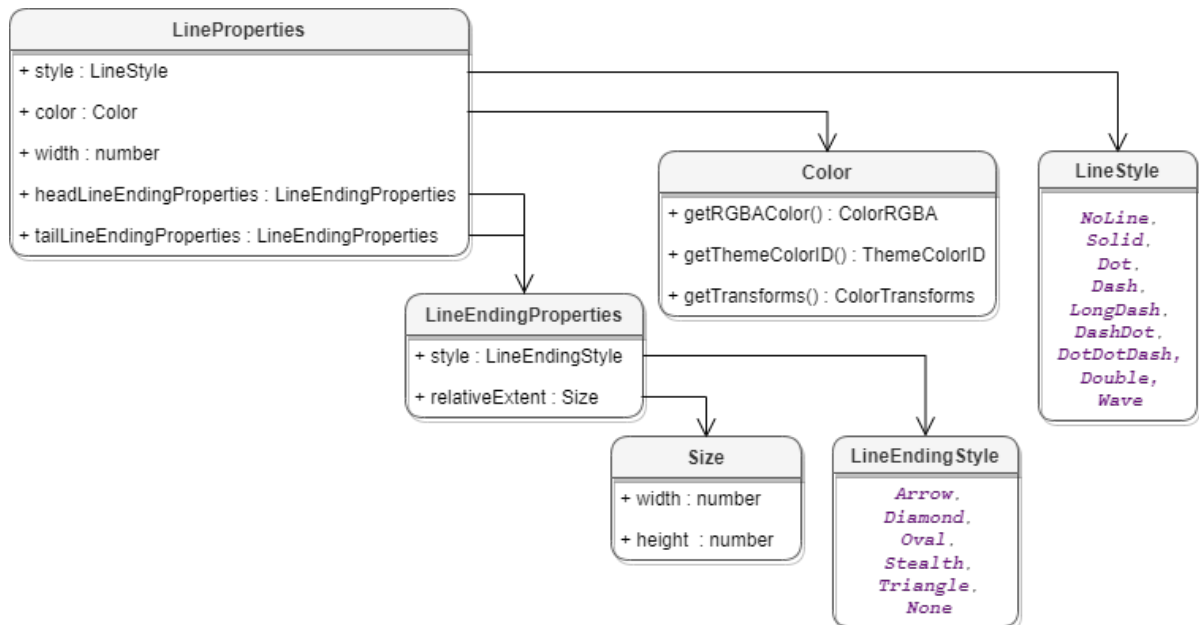 LineProperties
+ style : LineStyle
+ color : Color
+ width : number
+ headLineEndingProperties : LineEndingProperties
+ tailLineEndingProperties : LineEndingProperties
Color
+ getRGBAColor() : ColorRGBA
+ getThemeColorID() : ThemeColorID
+ getTransforms() : ColorTransforms
LineStyle
NoLine,
Solid,
Dot,
Dash,
LongDash,
DashDot,
DotDotDash,
Double,
Wave
LineEndingProperties
+ style : LineEndingStyle
+ relativeExtent : Size
Size
+ width : number
+ height : number
LineEndingStyle
Arrow,
Diamond,
Oval,
Stealth,
Triangle,
None